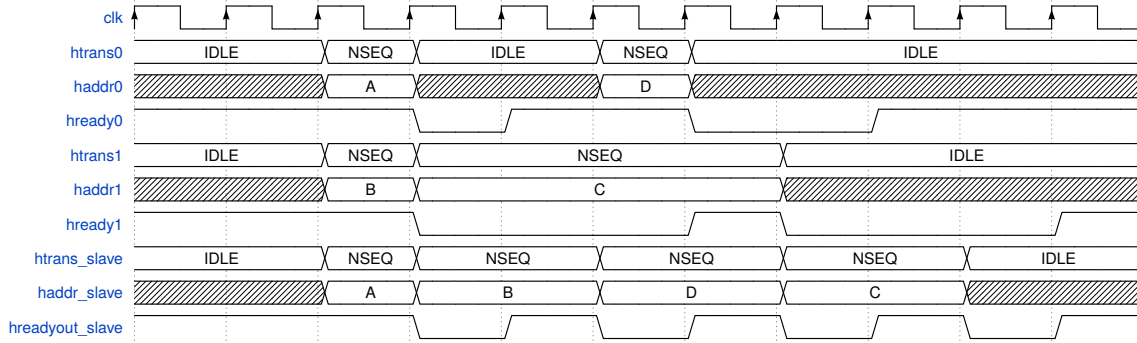 clk
htrans0 IDLE NSEQ IDLE NSEQ IDLE
haddr0 A D
hready0
htrans1 IDLE NSEQ NSEQ IDLE
haddr1 B C
hready1
htrans_slave IDLE NSEQ NSEQ NSEQ NSEQ IDLE
haddr_slave A B D C
hreadyout_slave